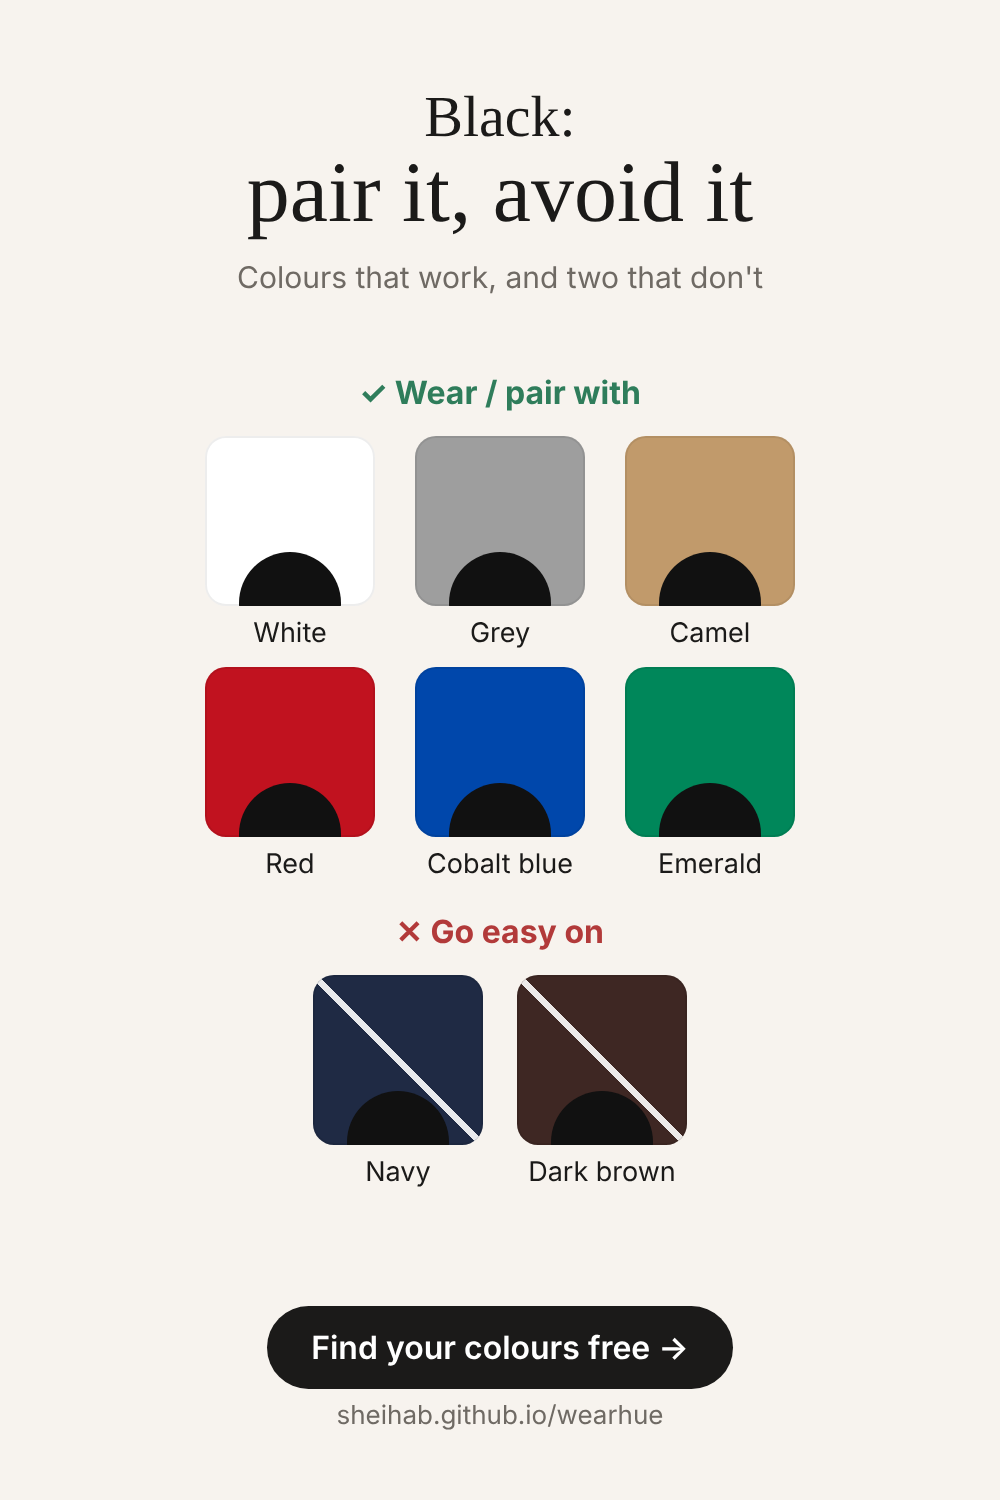 Black:
pair it, avoid it
Colours that work, and two that don't
✓ Wear / pair with
White
Grey
Camel
Red
Cobalt blue
Emerald
✕ Go easy on
Navy
Dark brown
Find your colours free →
sheihab.github.io/wearhue